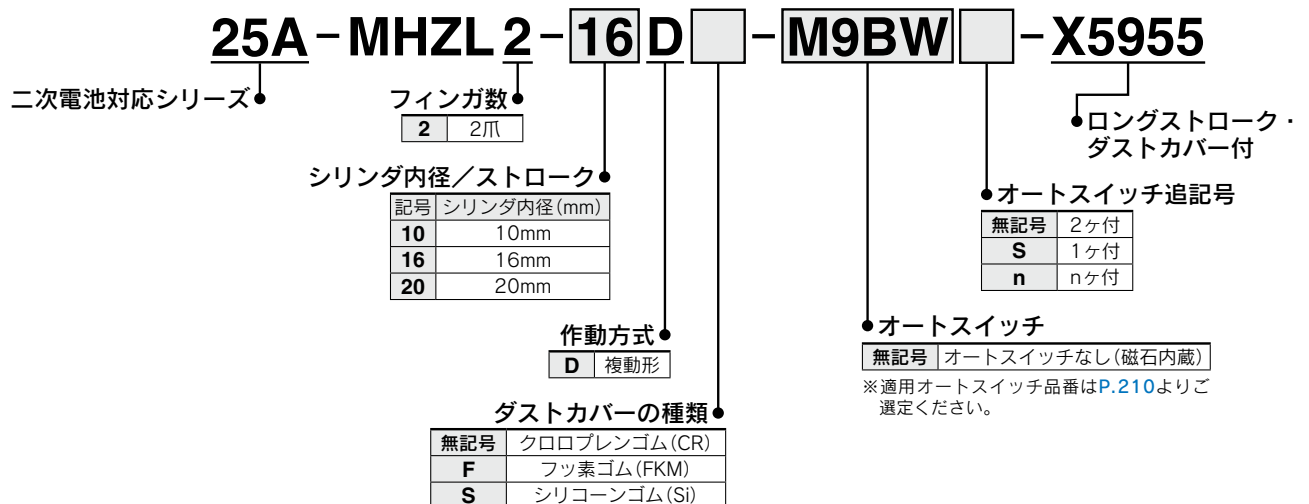 25A-MHZL2-16D□-M9BW□-X5955
二次電池対応シリーズ
フィンガ数
2 2爪
ロングストローク・
ダストカバー付
シリンダ内径／ストローク
記号 シリンダ内径(mm)
10 10mm
16 16mm
20 20mm
オートスイッチ追記号
無記号 2ヶ付
S 1ヶ付
n nヶ付
作動方式
D 複動形
オートスイッチ
無記号 オートスイッチなし(磁石内蔵)
※適用オートスイッチ品番はP.210よりご
選定ください。
ダストカバーの種類
無記号 クロロプレンゴム(CR)
F フッ素ゴム(FKM)
S シリコーンゴム(Si)